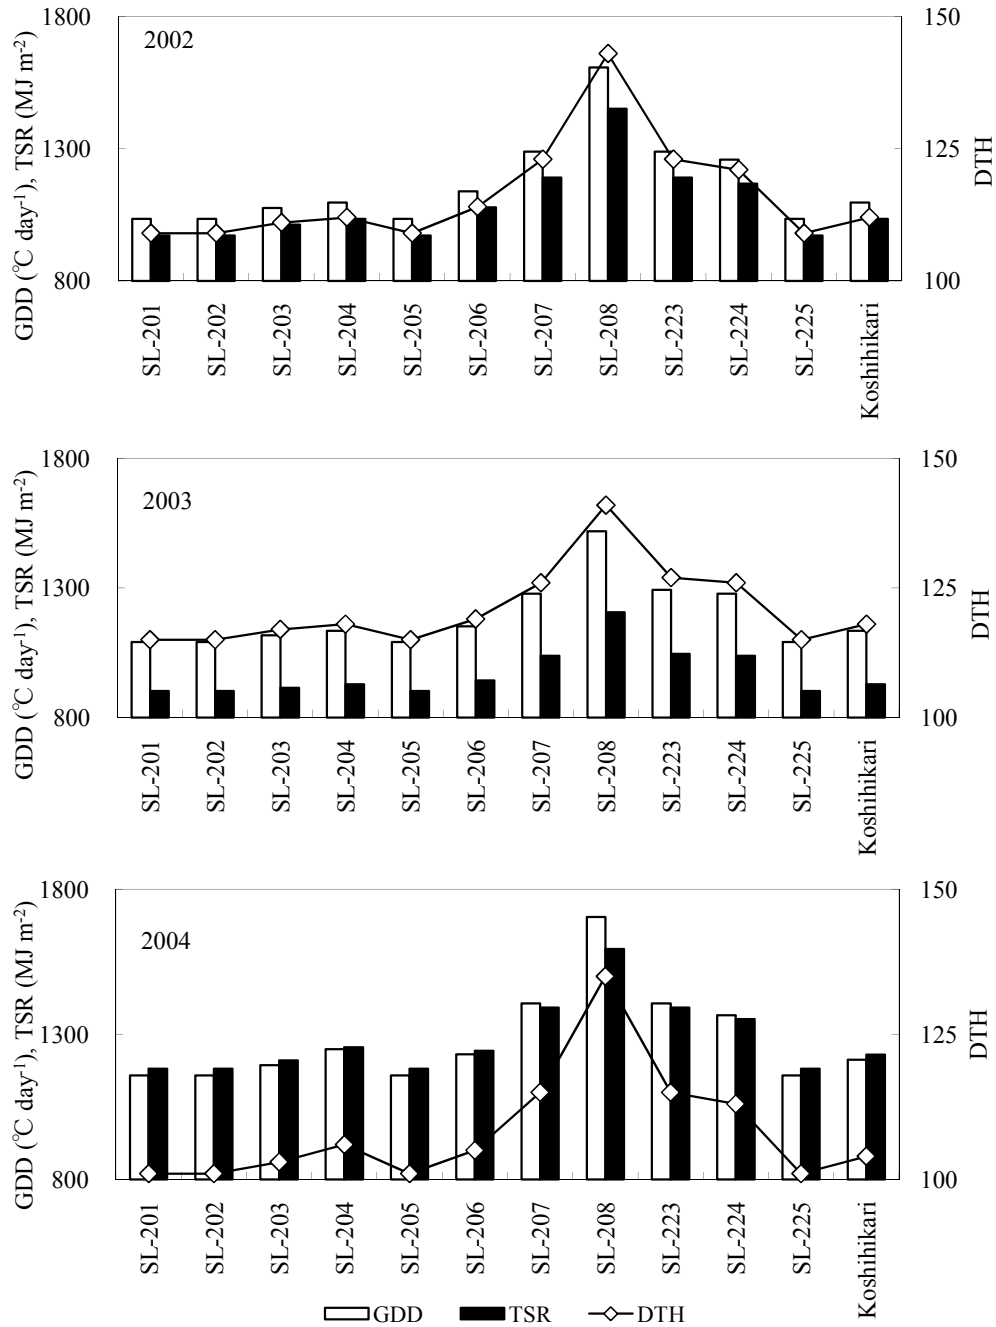 1800
150
2002
1300
125
800
100
GDD (℃ day⁻¹), TSR (MJ m⁻²)
DTH
SL-201
SL-202
SL-203
SL-204
SL-205
SL-206
SL-207
SL-208
SL-223
SL-224
SL-225
Koshihikari
1800
150
2003
1300
125
800
100
GDD (℃ day⁻¹), TSR (MJ m⁻²)
DTH
SL-201
SL-202
SL-203
SL-204
SL-205
SL-206
SL-207
SL-208
SL-223
SL-224
SL-225
Koshihikari
1800
150
2004
1300
125
800
100
GDD (℃ day⁻¹), TSR (MJ m⁻²)
DTH
SL-201
SL-202
SL-203
SL-204
SL-205
SL-206
SL-207
SL-208
SL-223
SL-224
SL-225
Koshihikari
GDD TSR DTH